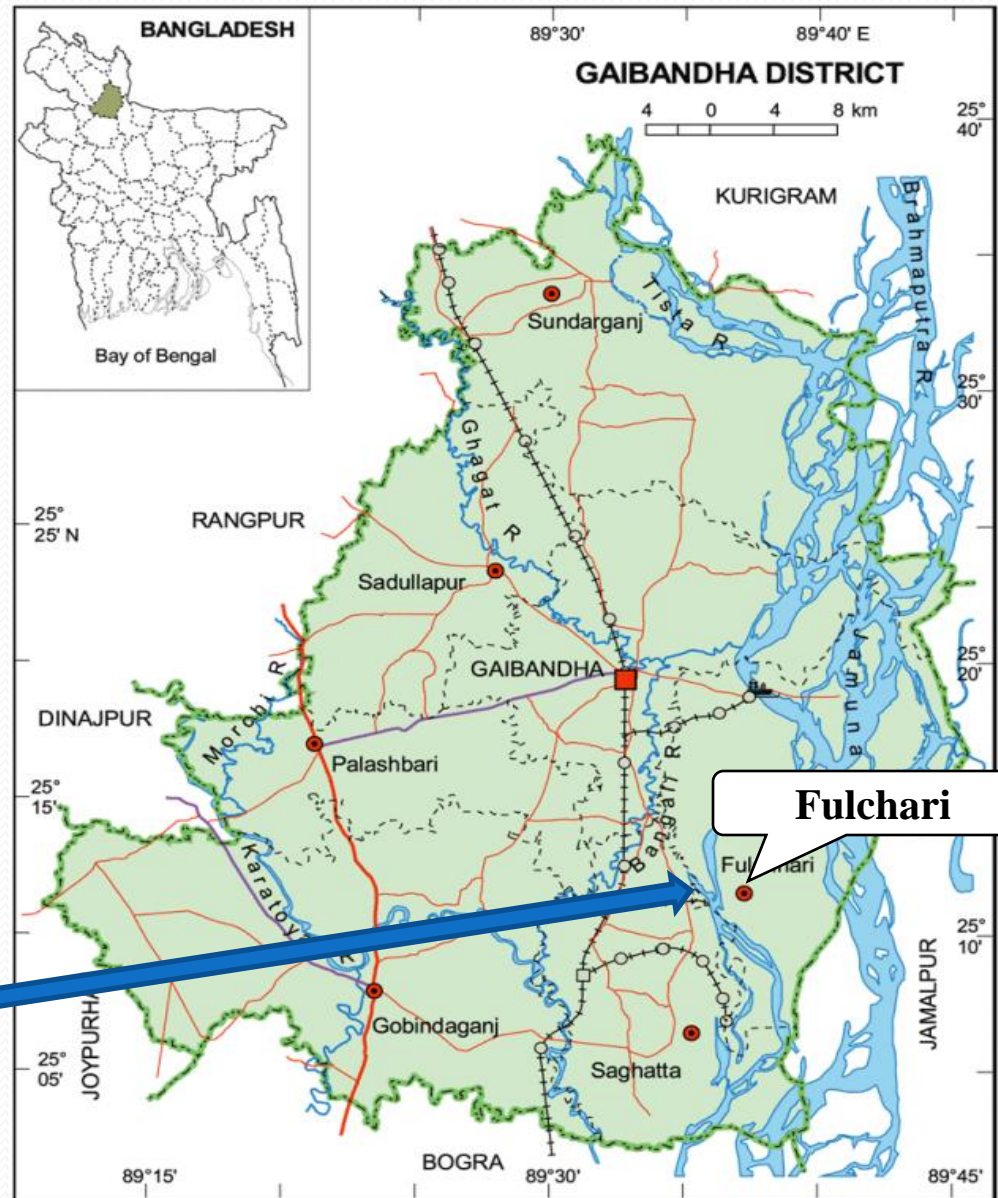 BANGLADESH
Bay of Bengal
89°30'
89°40' E
GAIBANDHA DISTRICT
4 0 4 8 km
25°
40'
KURIGRAM
Brahmaputra R
Tista R
Sundarganj
25°
30'
Ghagat R
RANGPUR
25°
25' N
Sadullapur
GAIBANDHA
25°
20'
Jamuna
DINAJPUR
Morchi R
Palashbari
Bangali R
25°
15'
Fulchari
Karatoya R
25°
10'
JAMALPUR
Gobindaganj
25°
05'
Saghatta
BOGRA
89°15'
89°30'
89°45'